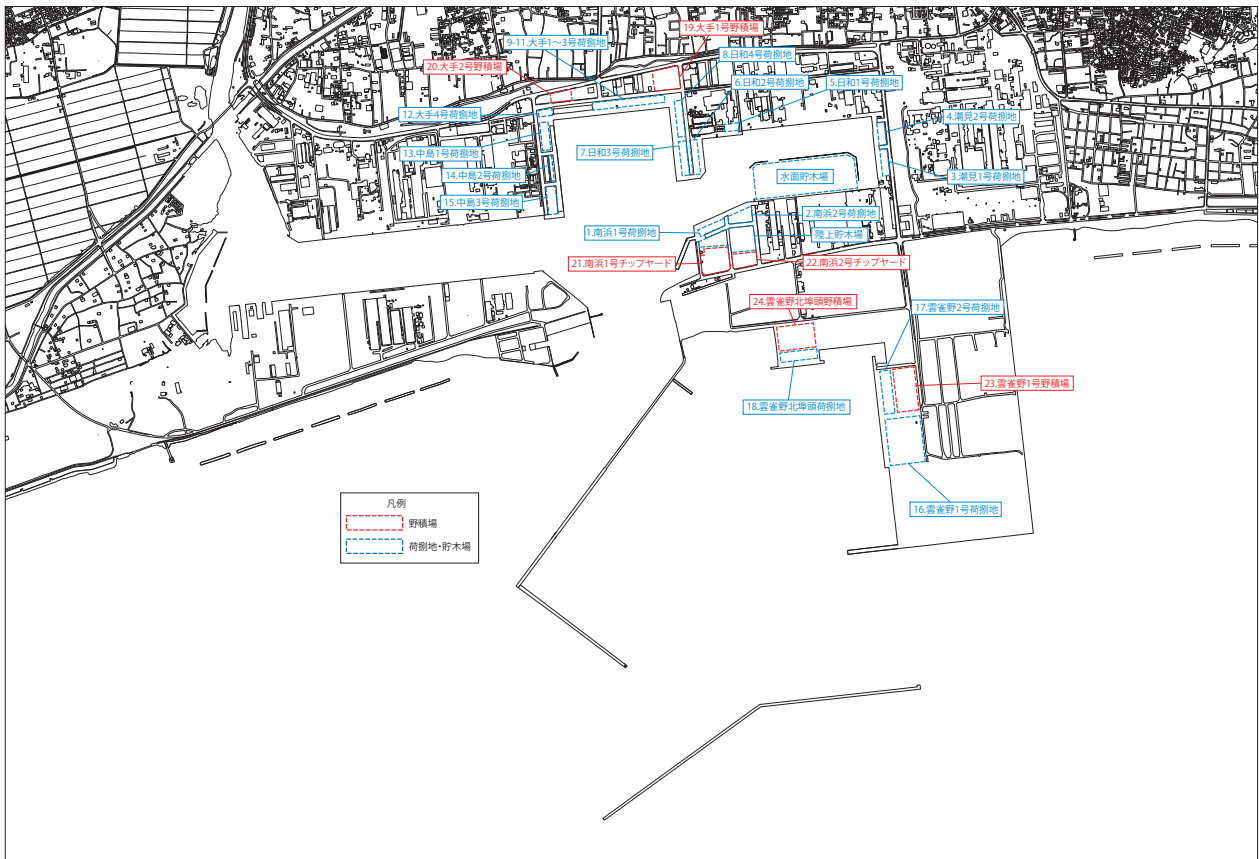 19.大手1号野積場
9-11.大手1～3号荷捌地
8.日和4号荷捌地
20.大手2号野積場
6.日和2号荷捌地
5.日和1号荷捌地
12.大手4号荷捌地
4.潮見2号荷捌地
13.中島1号荷捌地
7.日和3号荷捌地
14.中島2号荷捌地
水面貯木場
3.潮見1号荷捌地
15.中島3号荷捌地
2.南浜2号荷捌地
1.南浜1号荷捌地
陸上貯木場
21.南浜1号チップヤード
22.南浜2号チップヤード
24.雲雀野北埠頭野積場
17.雲雀野2号荷捌地
23.雲雀野1号野積場
18.雲雀野北埠頭荷捌地
16.雲雀野1号荷捌地
凡例
野積場
荷捌地・貯木場